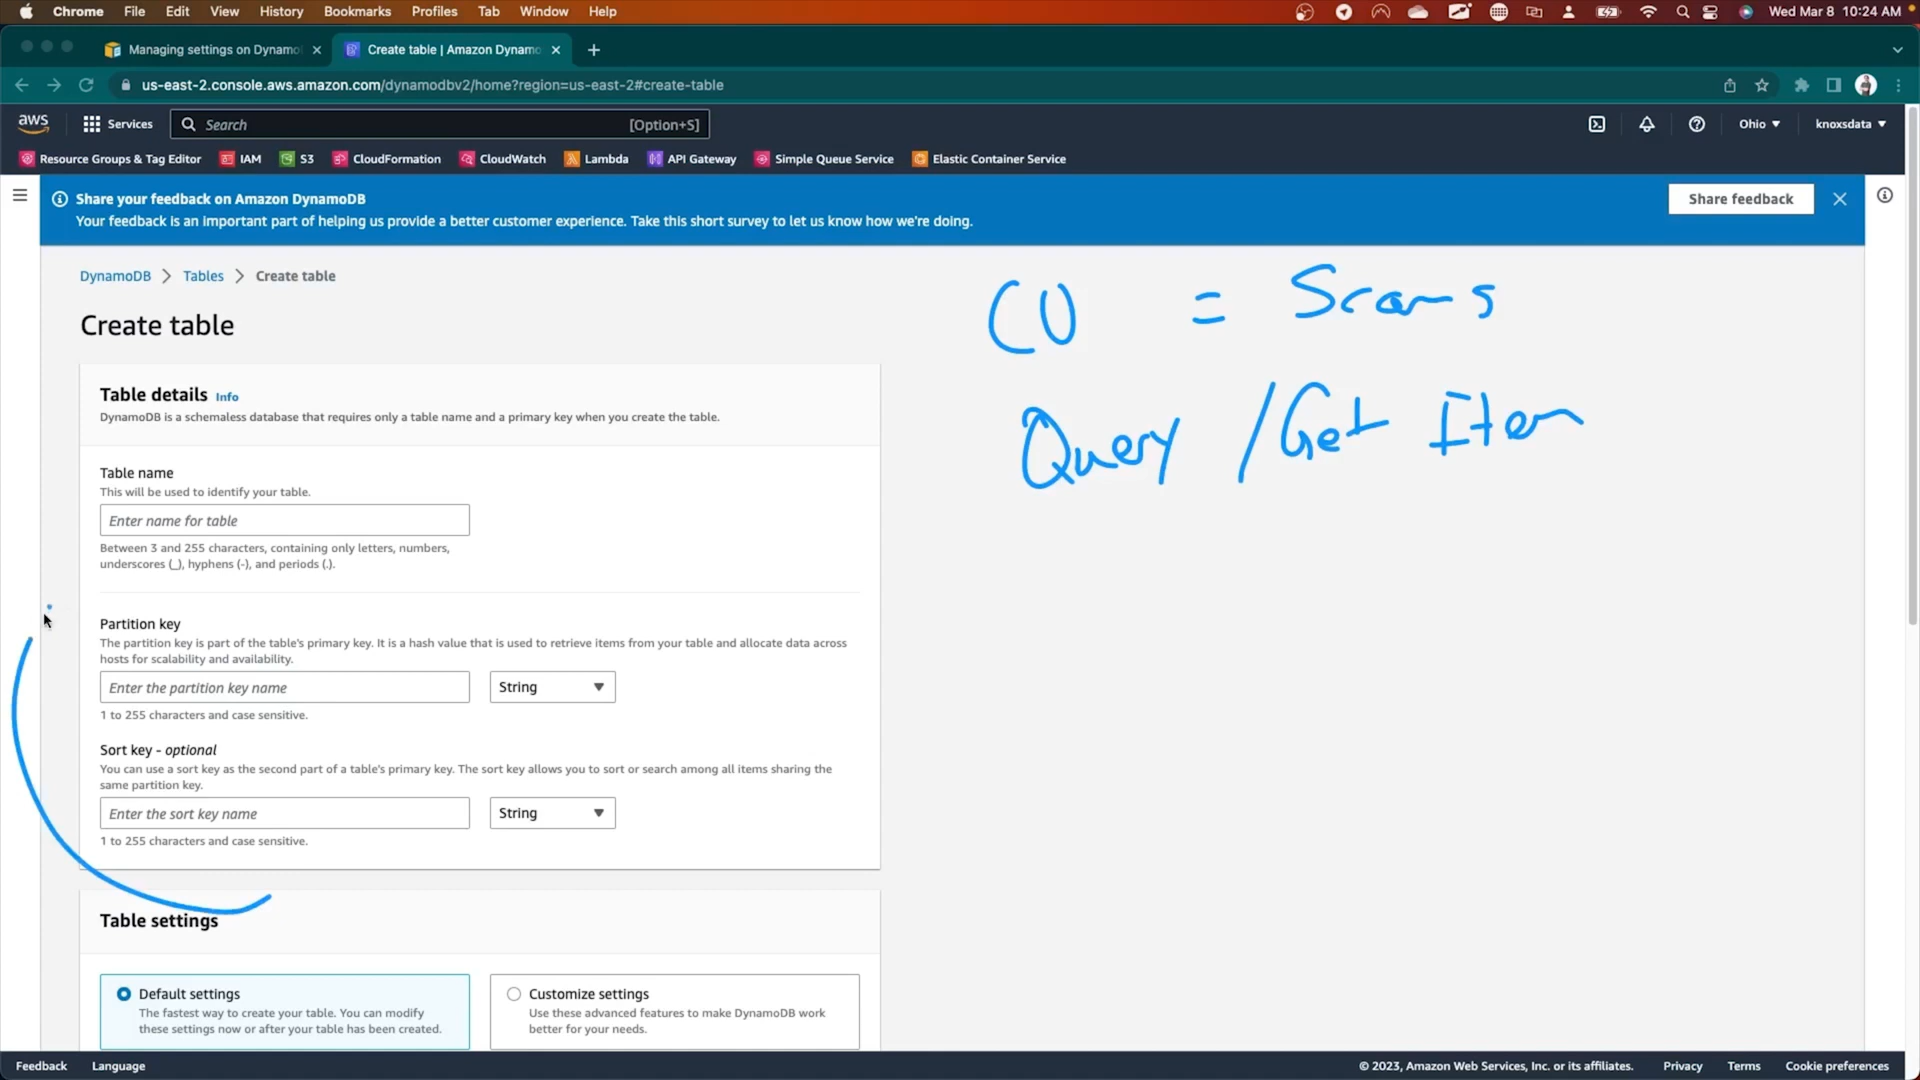 Chrome File Edit View History Bookmarks Profiles Tab Window Help Wed Mar 8 10:24 AM
Managing settings on Dynamo Create table | Amazon Dynamo
us-east-2.console.aws.amazon.com/dynamodbv2/home?region=us-east-2#create-table
aws Services Search [Option+S] Ohio knoxsdata
Resource Groups & Tag Editor IAM S3 CloudFormation CloudWatch Lambda API Gateway Simple Queue Service Elastic Container Service
Share your feedback on Amazon DynamoDB
Your feedback is an important part of helping us provide a better customer experience. Take this short survey to let us know how we're doing.
Share feedback
DynamoDB > Tables > Create table
Create table
CU = Scans
Query / Get Item
Table details Info
DynamoDB is a schemaless database that requires only a table name and a primary key when you create the table.
Table name
This will be used to identify your table.
Enter name for table
Between 3 and 255 characters, containing only letters, numbers,
underscores (_), hyphens (-), and periods (.).
Partition key
The partition key is part of the table's primary key. It is a hash value that is used to retrieve items from your table and allocate data across
hosts for scalability and availability.
Enter the partition key name String
1 to 255 characters and case sensitive.
Sort key - optional
You can use a sort key as the second part of a table's primary key. The sort key allows you to sort or search among all items sharing the
same partition key.
Enter the sort key name String
1 to 255 characters and case sensitive.
Table settings
Default settings
The fastest way to create your table. You can modify
these settings now or after your table has been created.
Customize settings
Use these advanced features to make DynamoDB work
better for your needs.
Feedback Language © 2023, Amazon Web Services, Inc. or its affiliates. Privacy Terms Cookie preferences